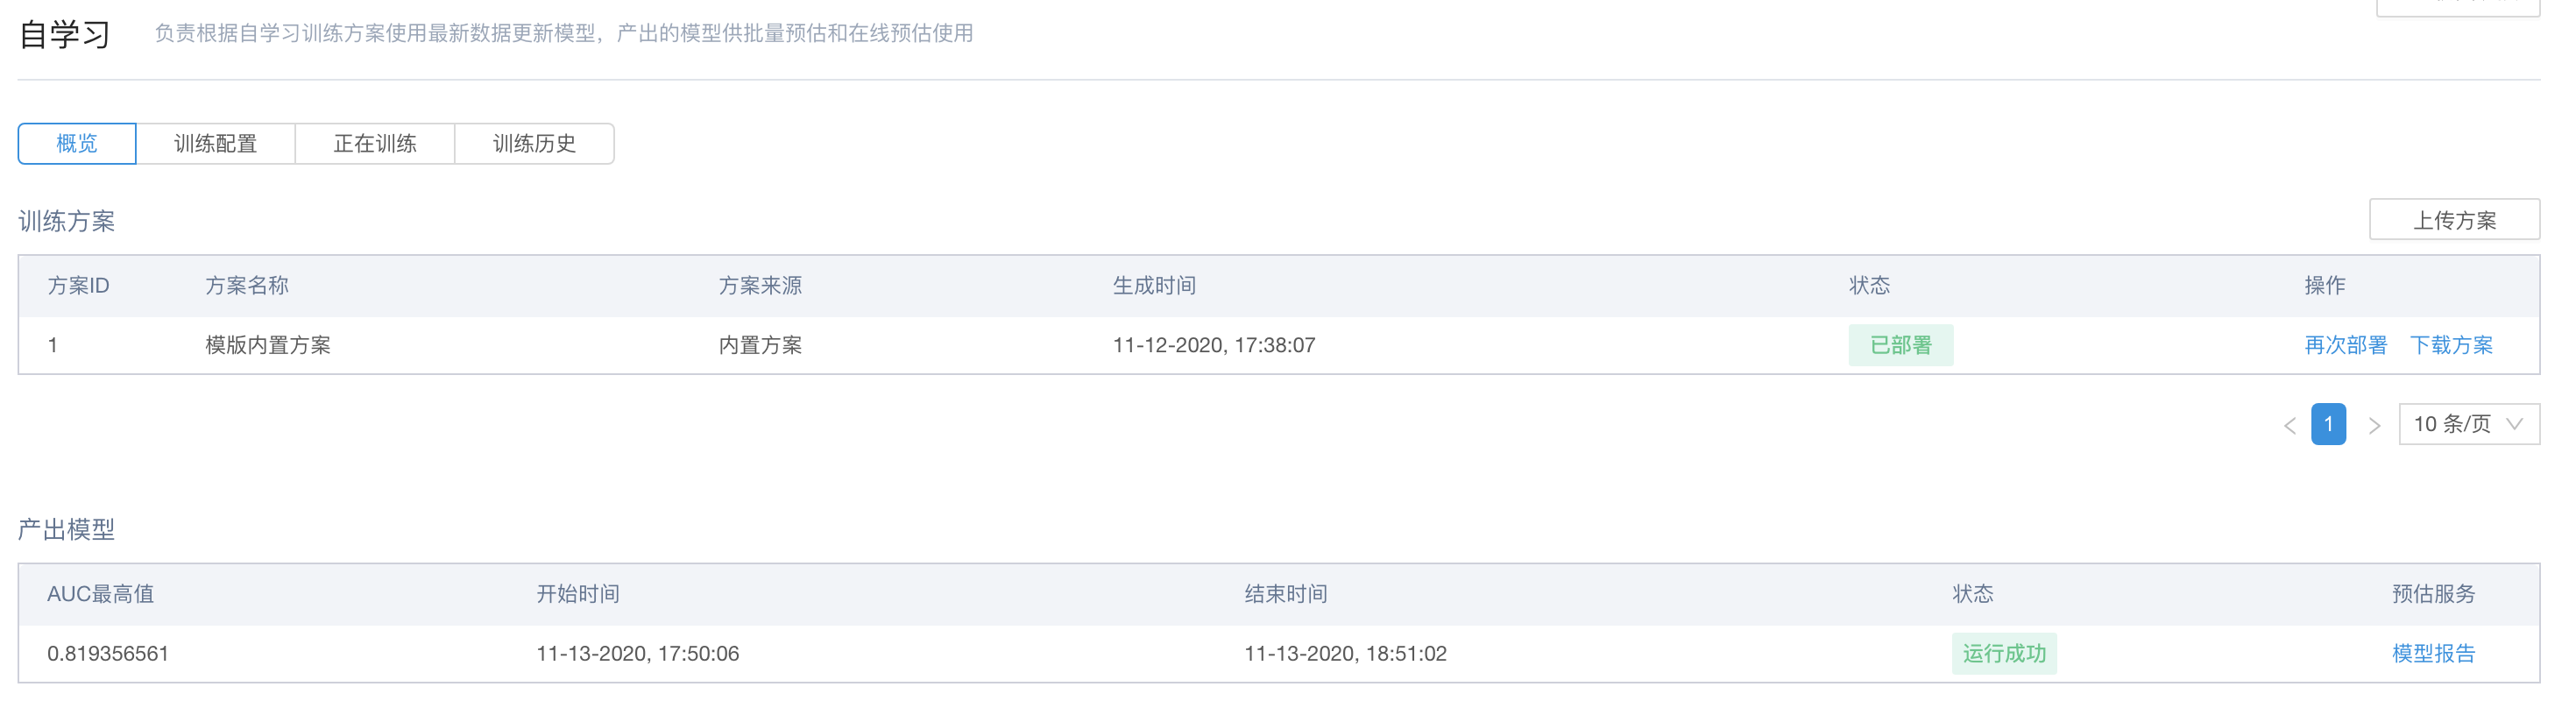 自学习 负责根据自学习训练方案使用最新数据更新模型，产出的模型供批量预估和在线预估使用
概览 训练配置 正在训练 训练历史
训练方案 上传方案
方案ID 方案名称 方案来源 生成时间 状态 操作
1 模版内置方案 内置方案 11-12-2020, 17:38:07 已部署 再次部署 下载方案
< 1 > 10 条/页
产出模型
AUC最高值 开始时间 结束时间 状态 预估服务
0.819356561 11-13-2020, 17:50:06 11-13-2020, 18:51:02 运行成功 模型报告